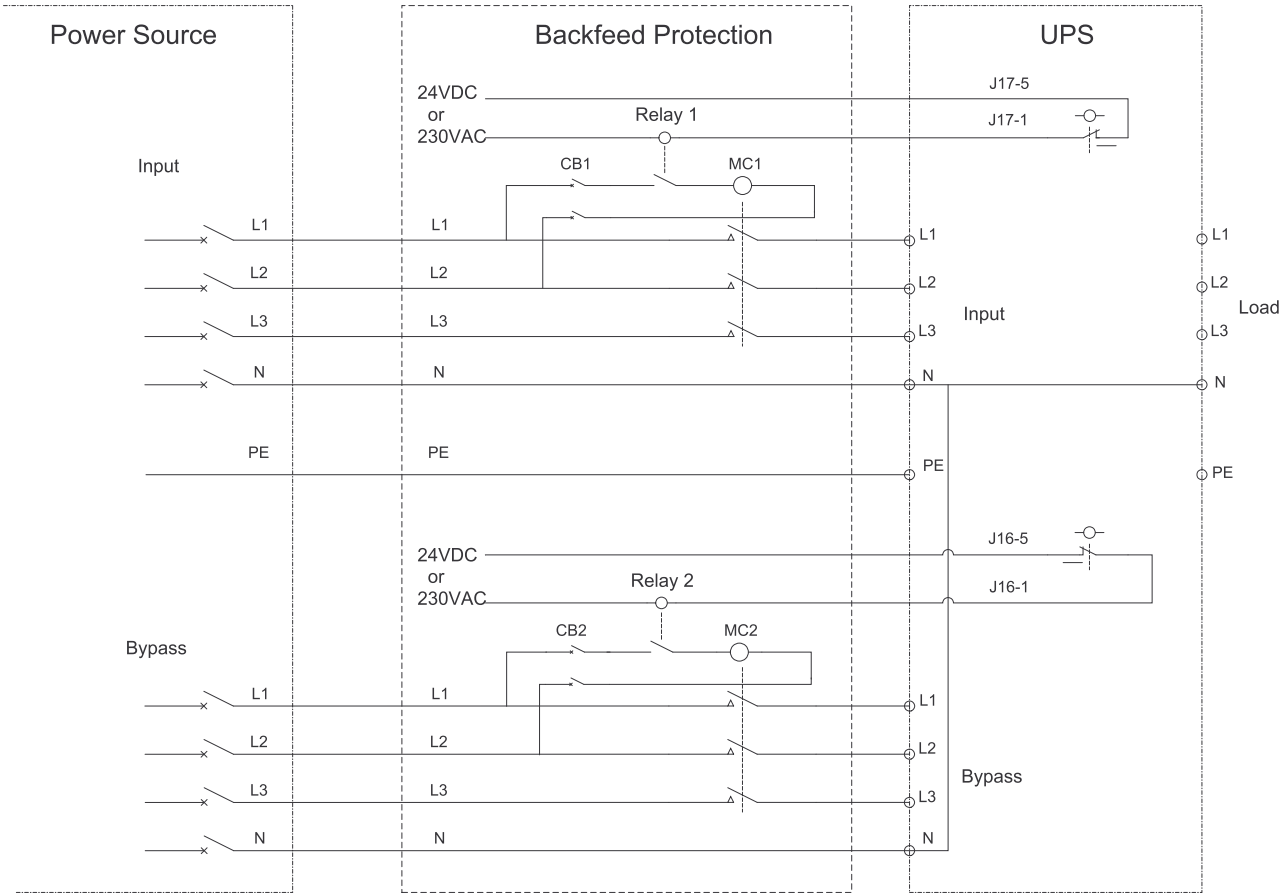 Power Source
Backfeed Protection
UPS
24VDC
or
230VAC
Relay 1
J17-5
J17-1
Input
CB1
MC1
L1
L1
L1
L1
L2
L2
L2
L2
L3
L3
L3
L3
Input
Load
N
N
N
N
PE
PE
PE
PE
24VDC
or
230VAC
Relay 2
J16-5
J16-1
Bypass
CB2
MC2
L1
L1
L1
L2
L2
L2
L3
L3
L3
Bypass
N
N
N